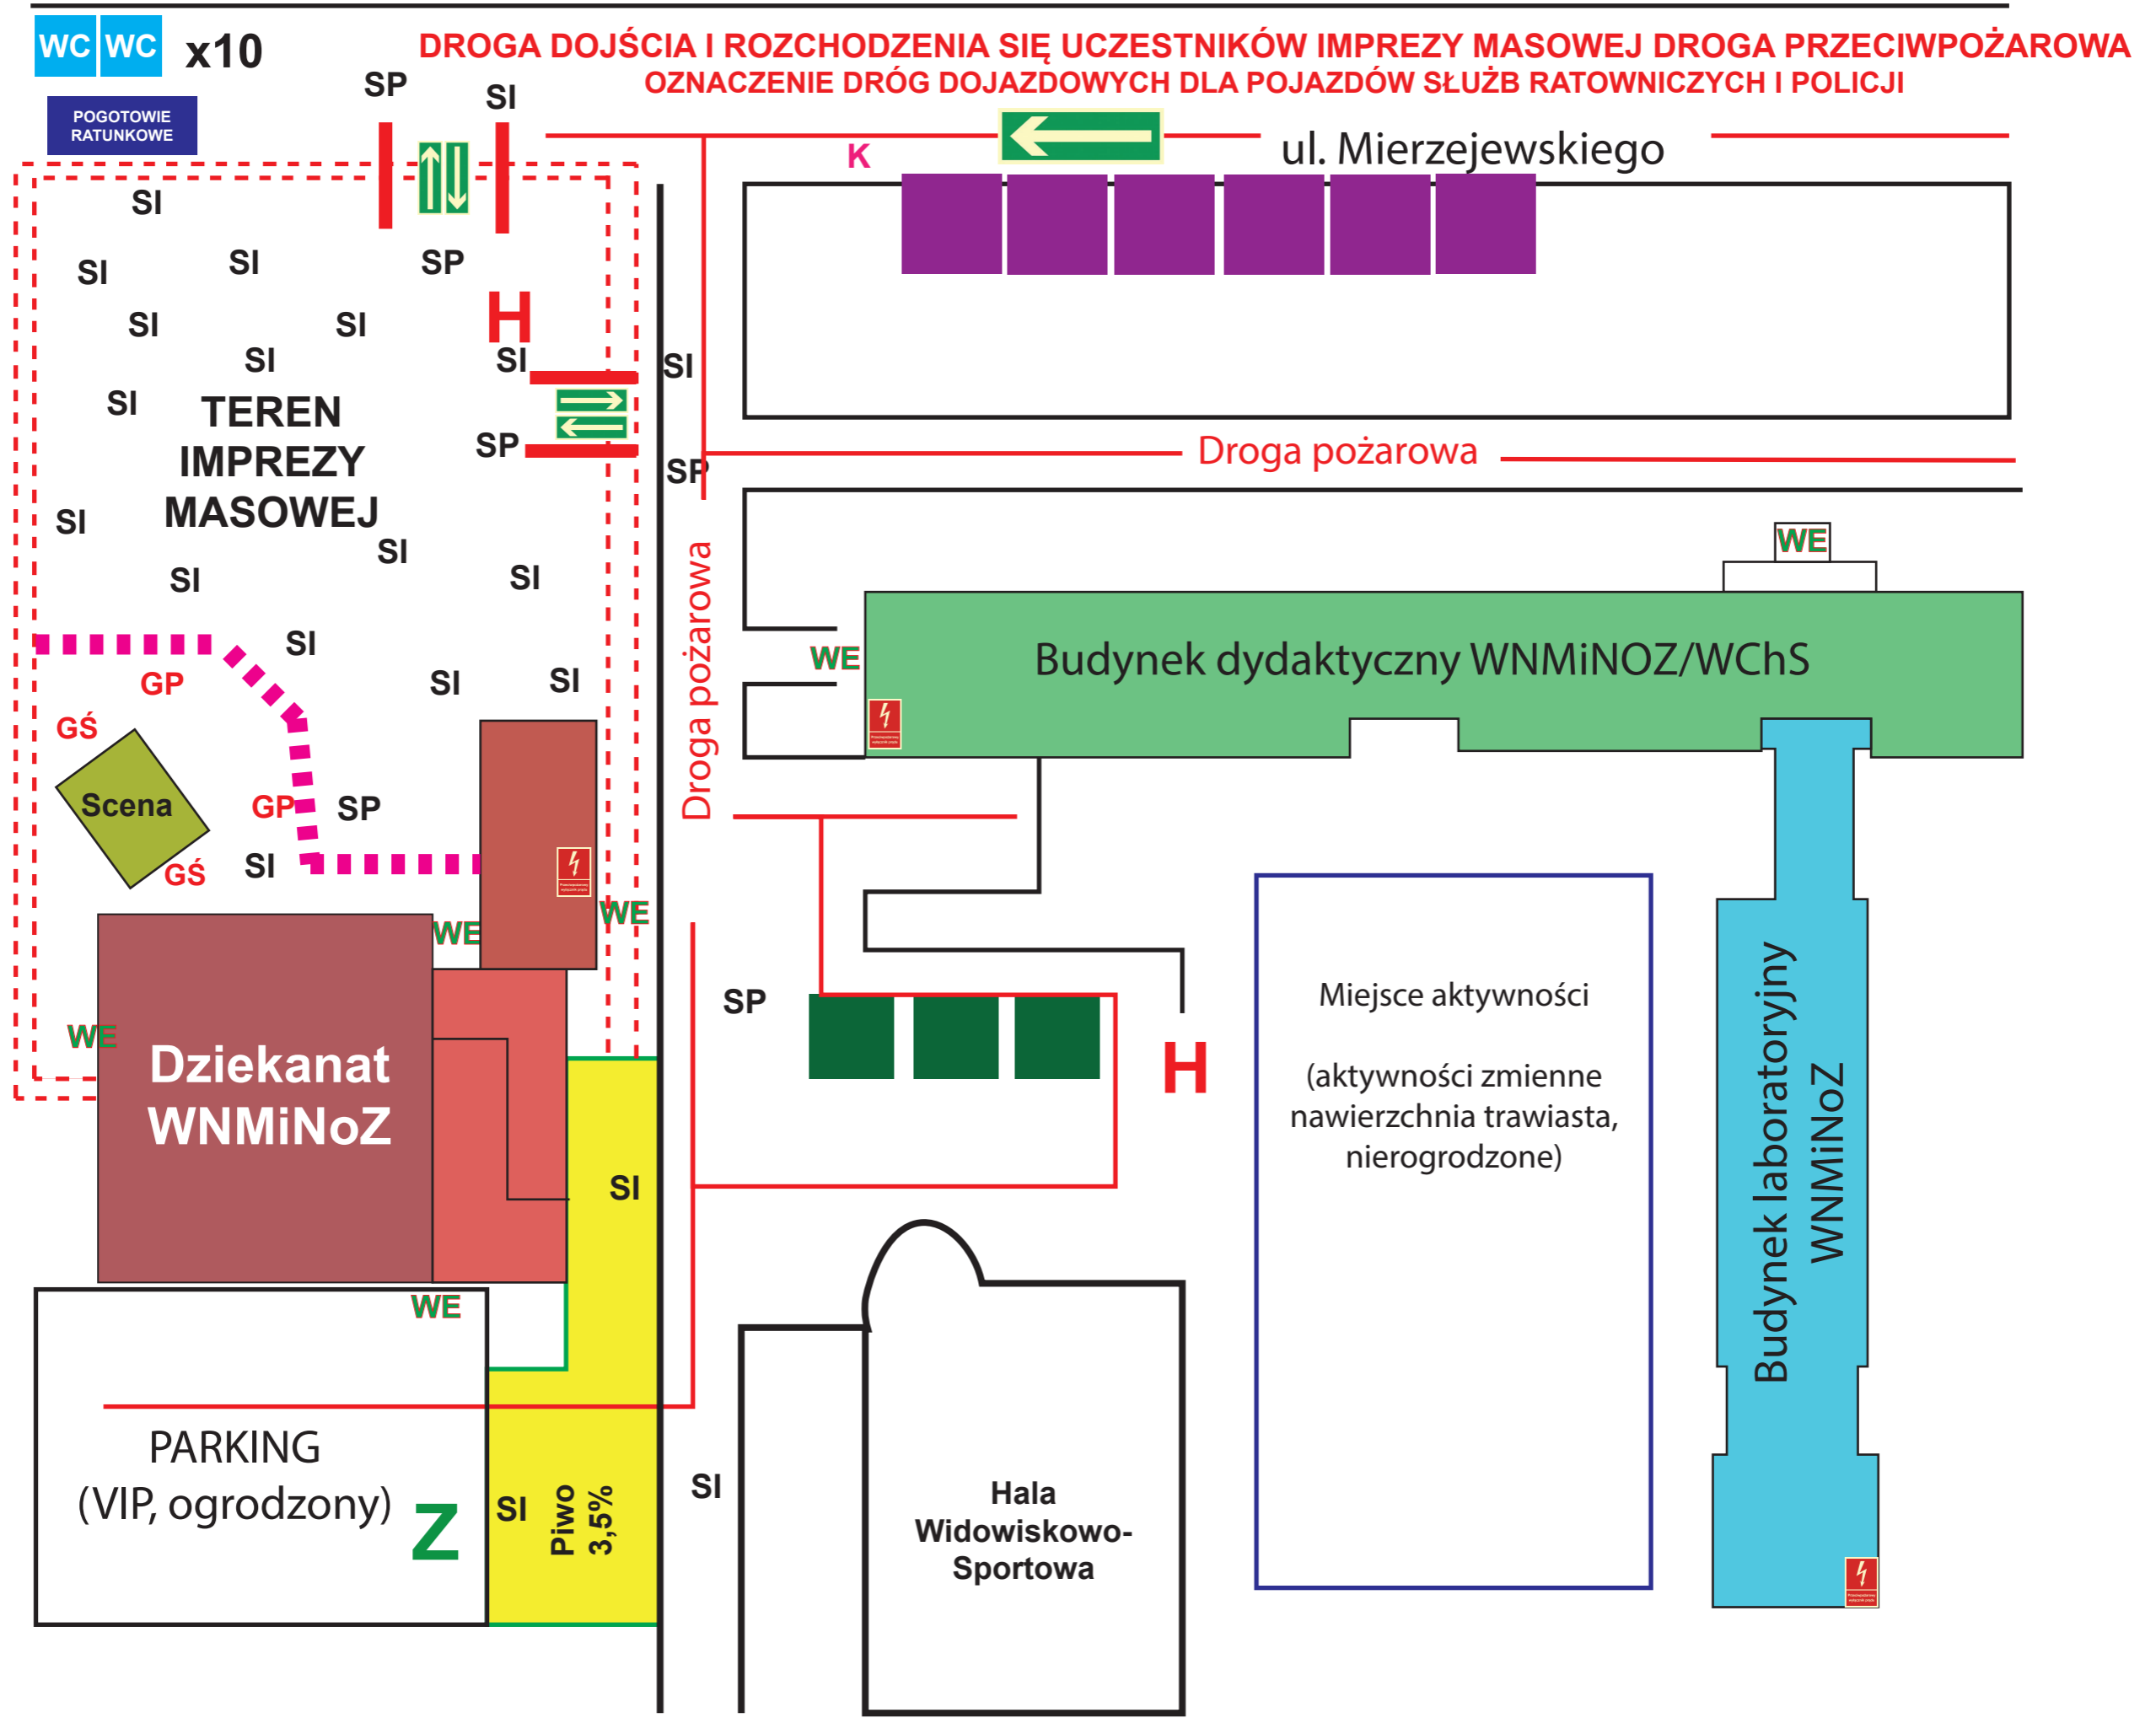 WC WC x10
DROGA DOJŚCIA I ROZCHODZENIA SIĘ UCZESTNIKÓW IMPREZY MASOWEJ DROGA PRZECIWPOŻAROWA
OZNACZENIE DRÓG DOJAZDOWYCH DLA POJAZDÓW SŁUŻB RATOWNICZYCH I POLICJI
POGOTOWIE
RATUNKOWE
SP
SI
K
ul. Mierzejewskiego
SI
SI
SI
SP
SI
SI
H
SI
SI
SI
SI
TEREN
IMPREZY
MASOWEJ
SP
SP
Droga pożarowa
SI
SI
SI
SI
WE
Droga pożarowa
SI
GP
SI
SI
WE
Budynek dydaktyczny WNMiNOZ/WChS
GŚ
Scena
GP
SP
GŚ
SI
WE
WE
WE
Dziekanat
WNMiNoZ
SP
H
Miejsce aktywności
(aktywności zmienne
nawierzchnia trawiasta,
nierogrodzone)
Budynek laboratoryjny
WNMiNoZ
SI
WE
PARKING
(VIP, ogrodzony)
Z
SI
Piwo
3,5%
SI
Hala
Widowiskowo-
Sportowa